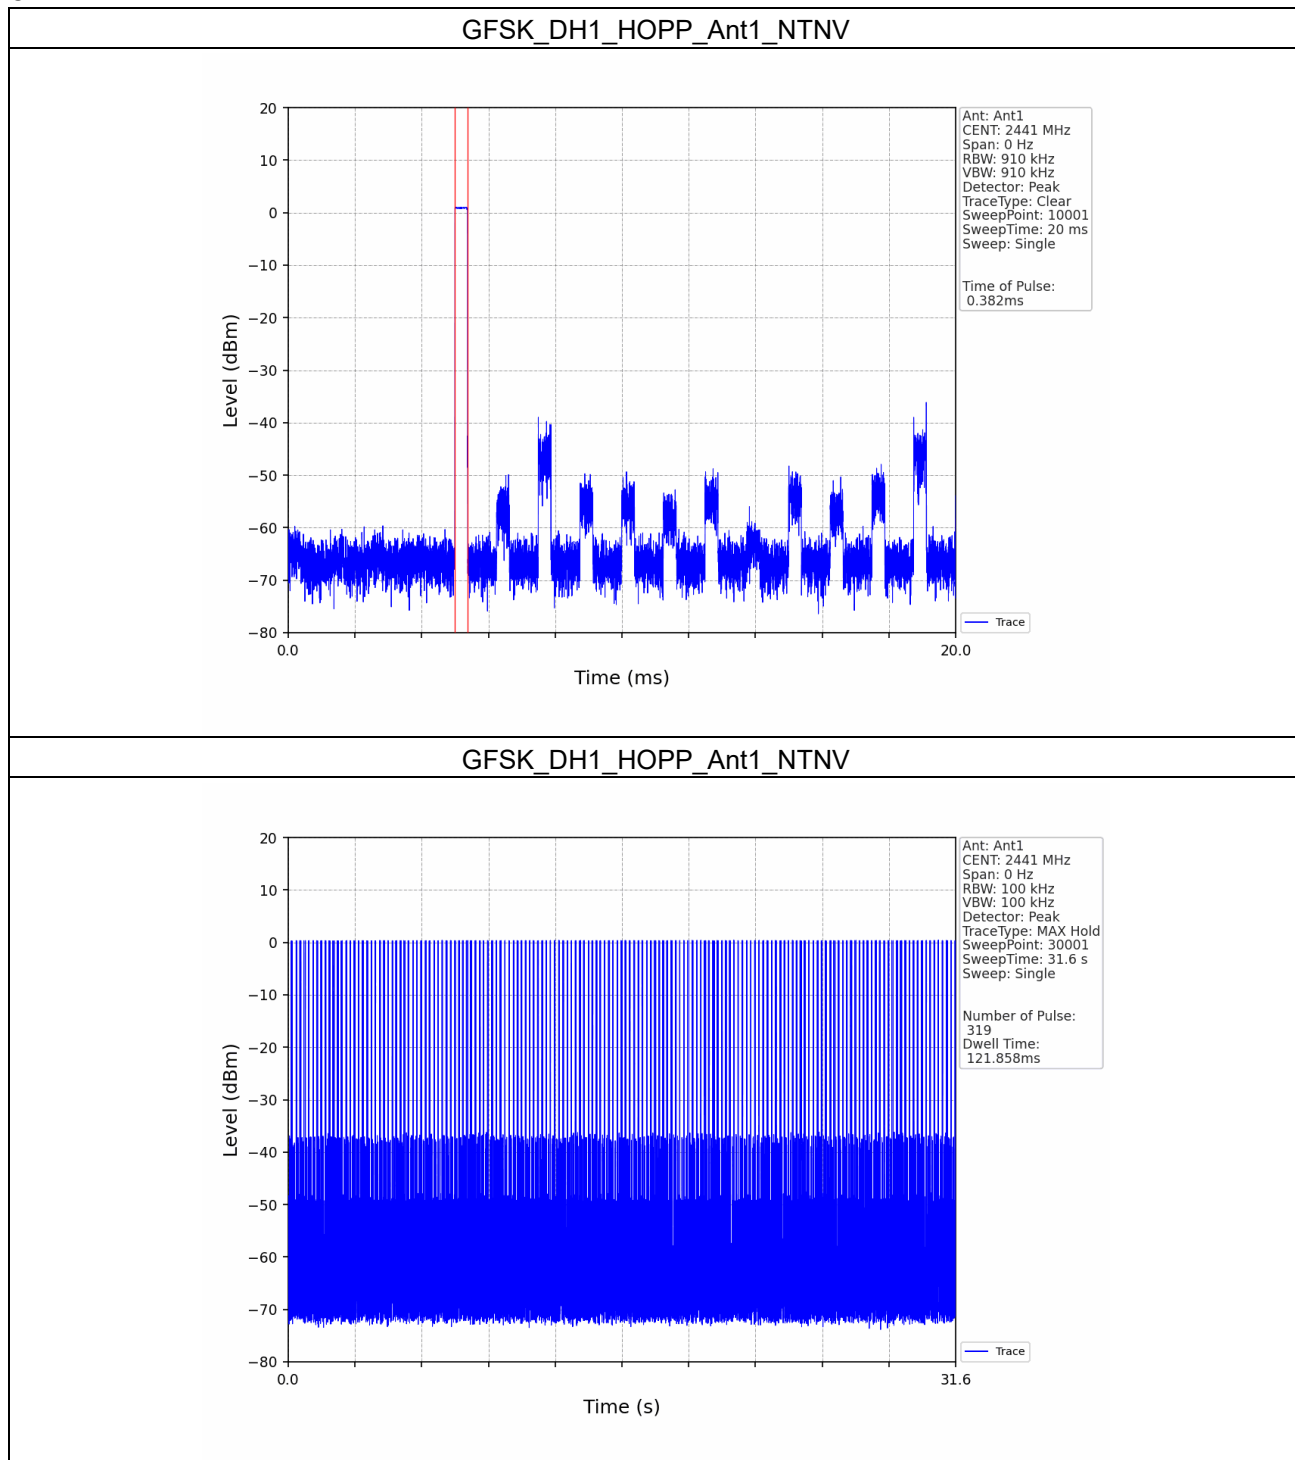 GFSK_DH1_HOPP_Ant1_NTNV
20
10
0
−10
−20
−30
−40
−50
−60
−70
−80
Level (dBm)
0.0
20.0
Time (ms)
Ant: Ant1
CENT: 2441 MHz
Span: 0 Hz
RBW: 910 kHz
VBW: 910 kHz
Detector: Peak
TraceType: Clear
SweepPoint: 10001
SweepTime: 20 ms
Sweep: Single
Time of Pulse:
0.382ms
Trace
GFSK_DH1_HOPP_Ant1_NTNV
20
10
0
−10
−20
−30
−40
−50
−60
−70
−80
Level (dBm)
0.0
31.6
Time (s)
Ant: Ant1
CENT: 2441 MHz
Span: 0 Hz
RBW: 100 kHz
VBW: 100 kHz
Detector: Peak
TraceType: MAX Hold
SweepPoint: 30001
SweepTime: 31.6 s
Sweep: Single
Number of Pulse:
319
Dwell Time:
121.858ms
Trace